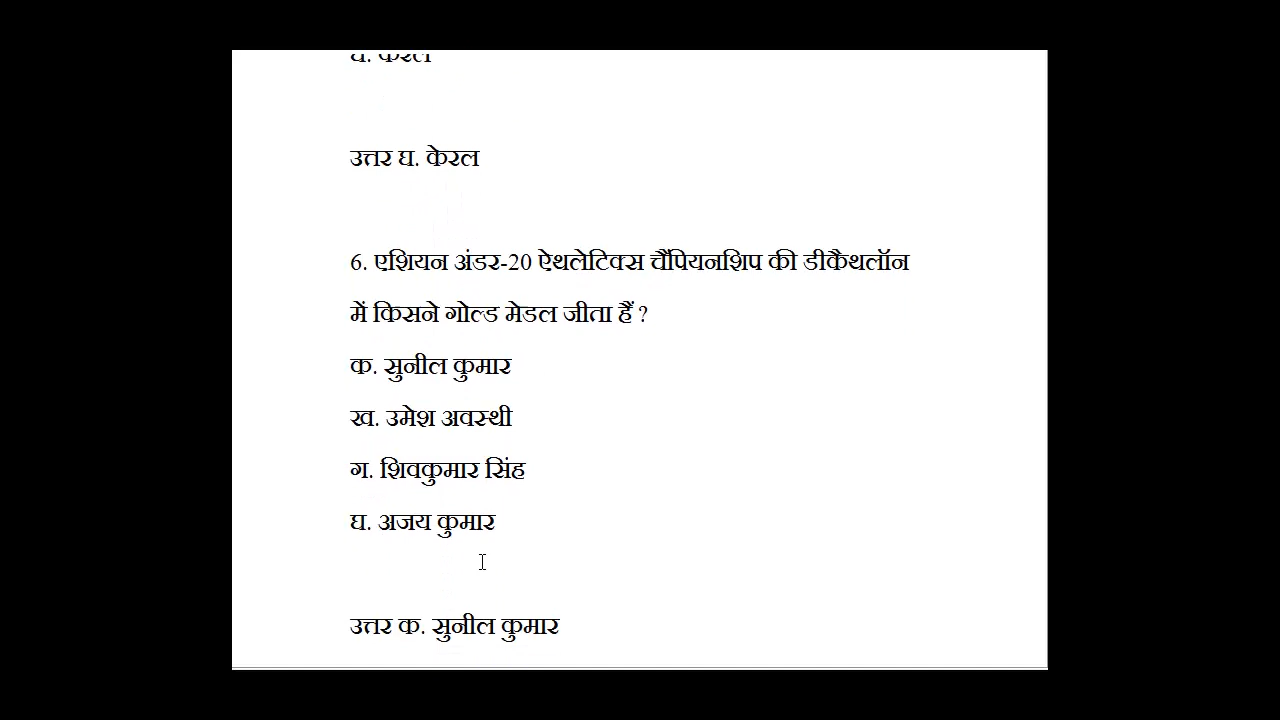 घ. केरल
उत्तर घ. केरल
6. एशियन अंडर-20 ऐथलेटिक्स चैंपियनशिप की डीकैथलॉन
में किसने गोल्ड मेडल जीता हैं ?
क. सुनील कुमार
ख. उमेश अवस्थी
ग. शिवकुमार सिंह
घ. अजय कुमार
उत्तर क. सुनील कुमार